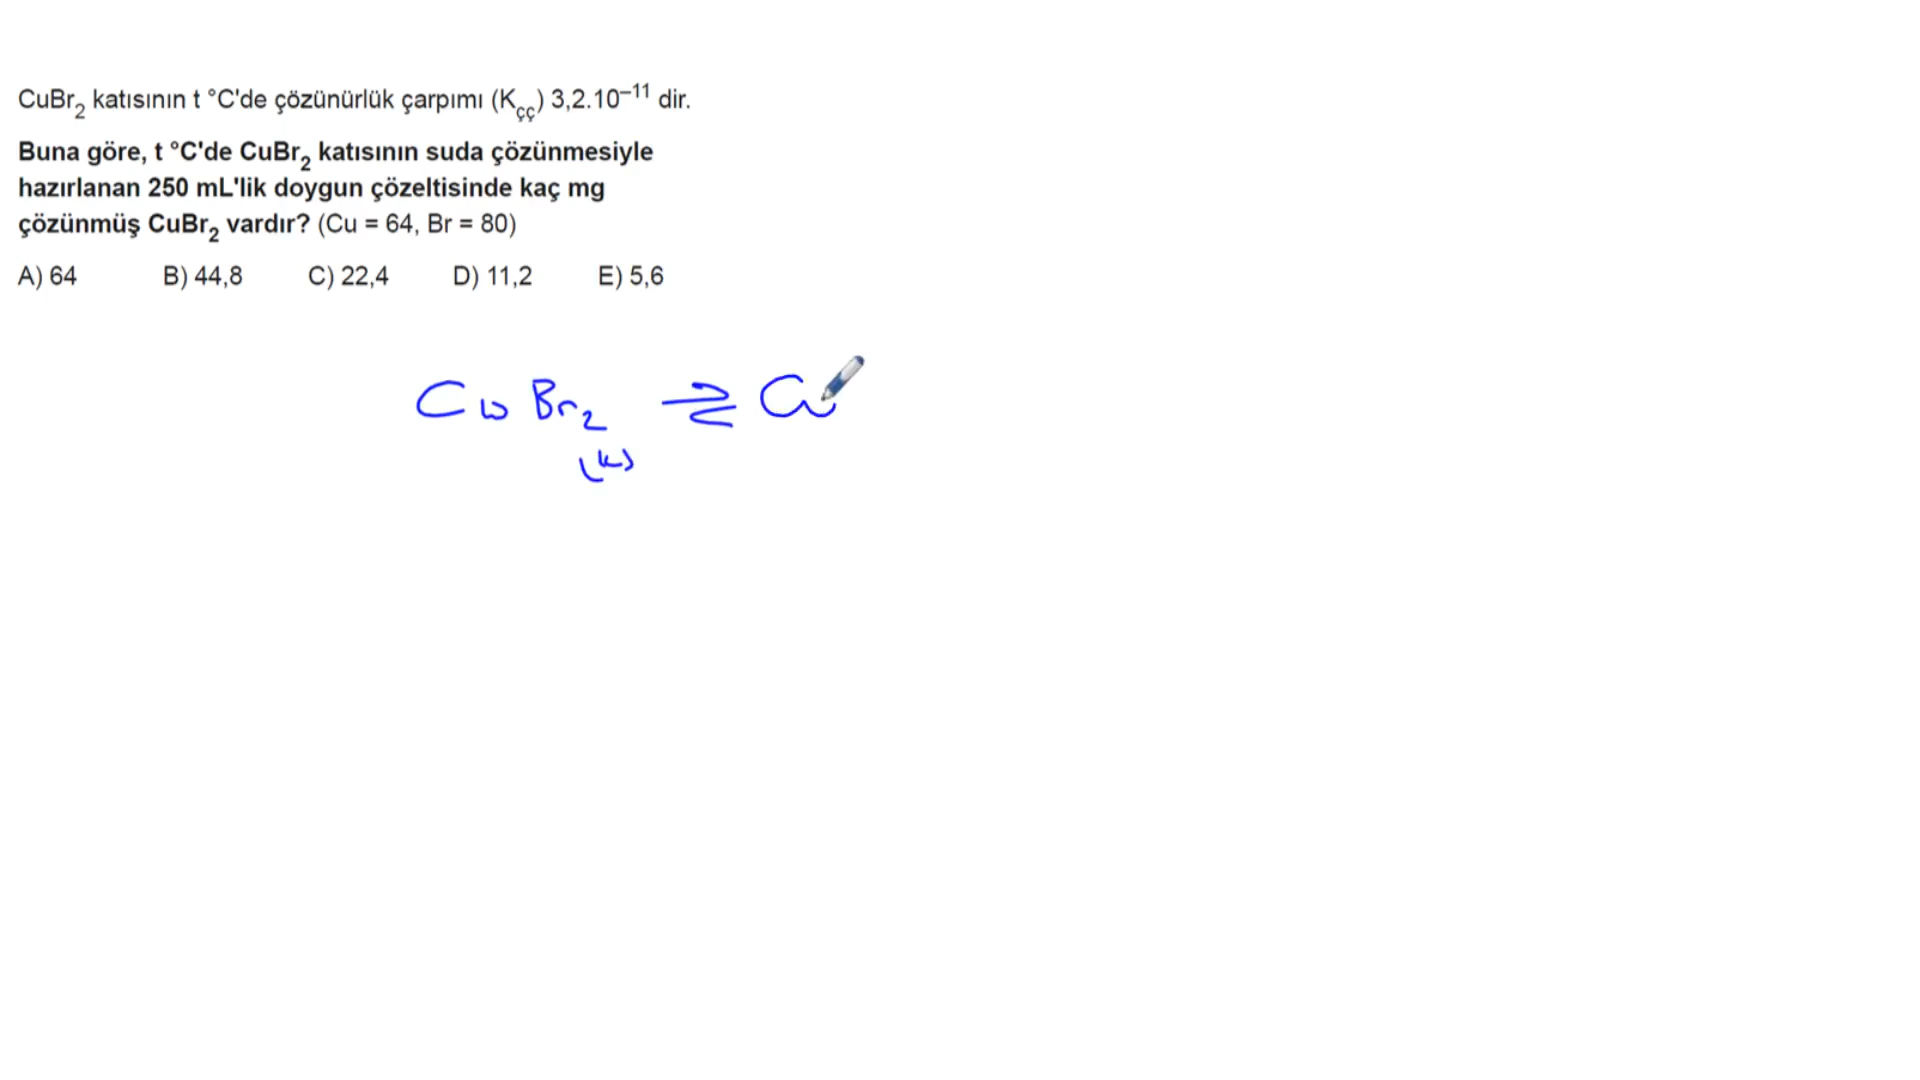 CuBr₂ katısının t °C'de çözünürlük çarpımı (Kçç) 3,2.10⁻¹¹ dir.
Buna göre, t °C'de CuBr₂ katısının suda çözünmesiyle
hazırlanan 250 mL'lik doygun çözeltisinde kaç mg
çözünmüş CuBr₂ vardır? (Cu = 64, Br = 80)
A) 64 B) 44,8 C) 22,4 D) 11,2 E) 5,6
CuBr₂ ⇌ Cu
(k)